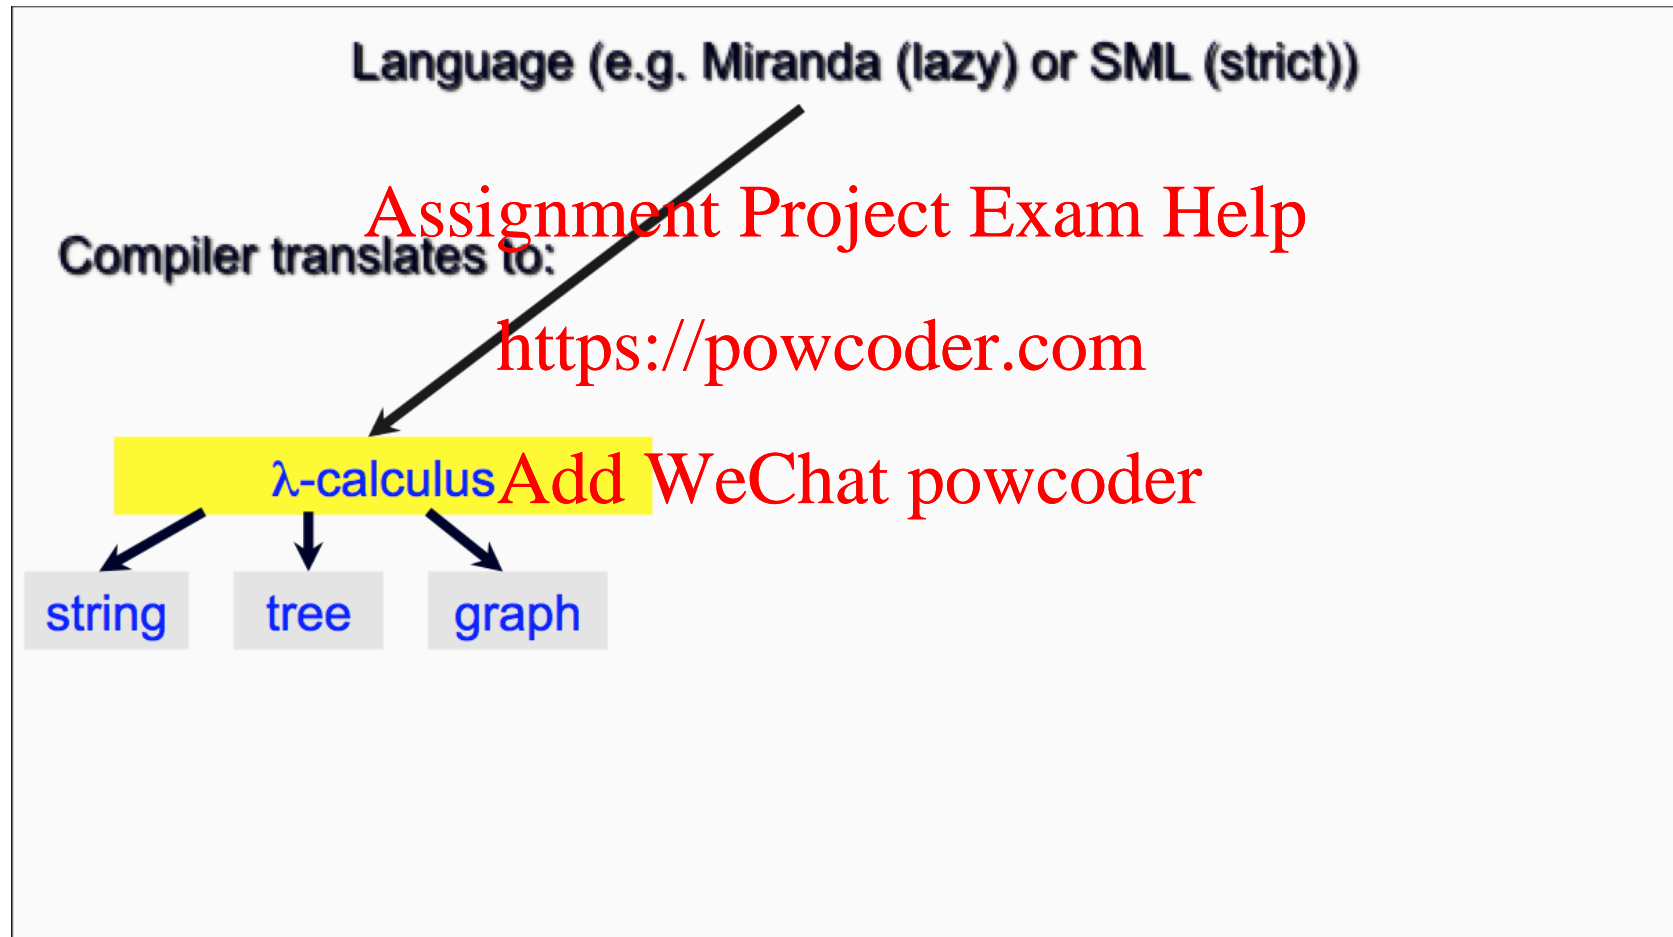 Language (e.g. Miranda (lazy) or SML (strict))
Assignment Project Exam Help
Compiler translates to:
https://powcoder.com
λ-calculus
Add WeChat powcoder
string
tree
graph